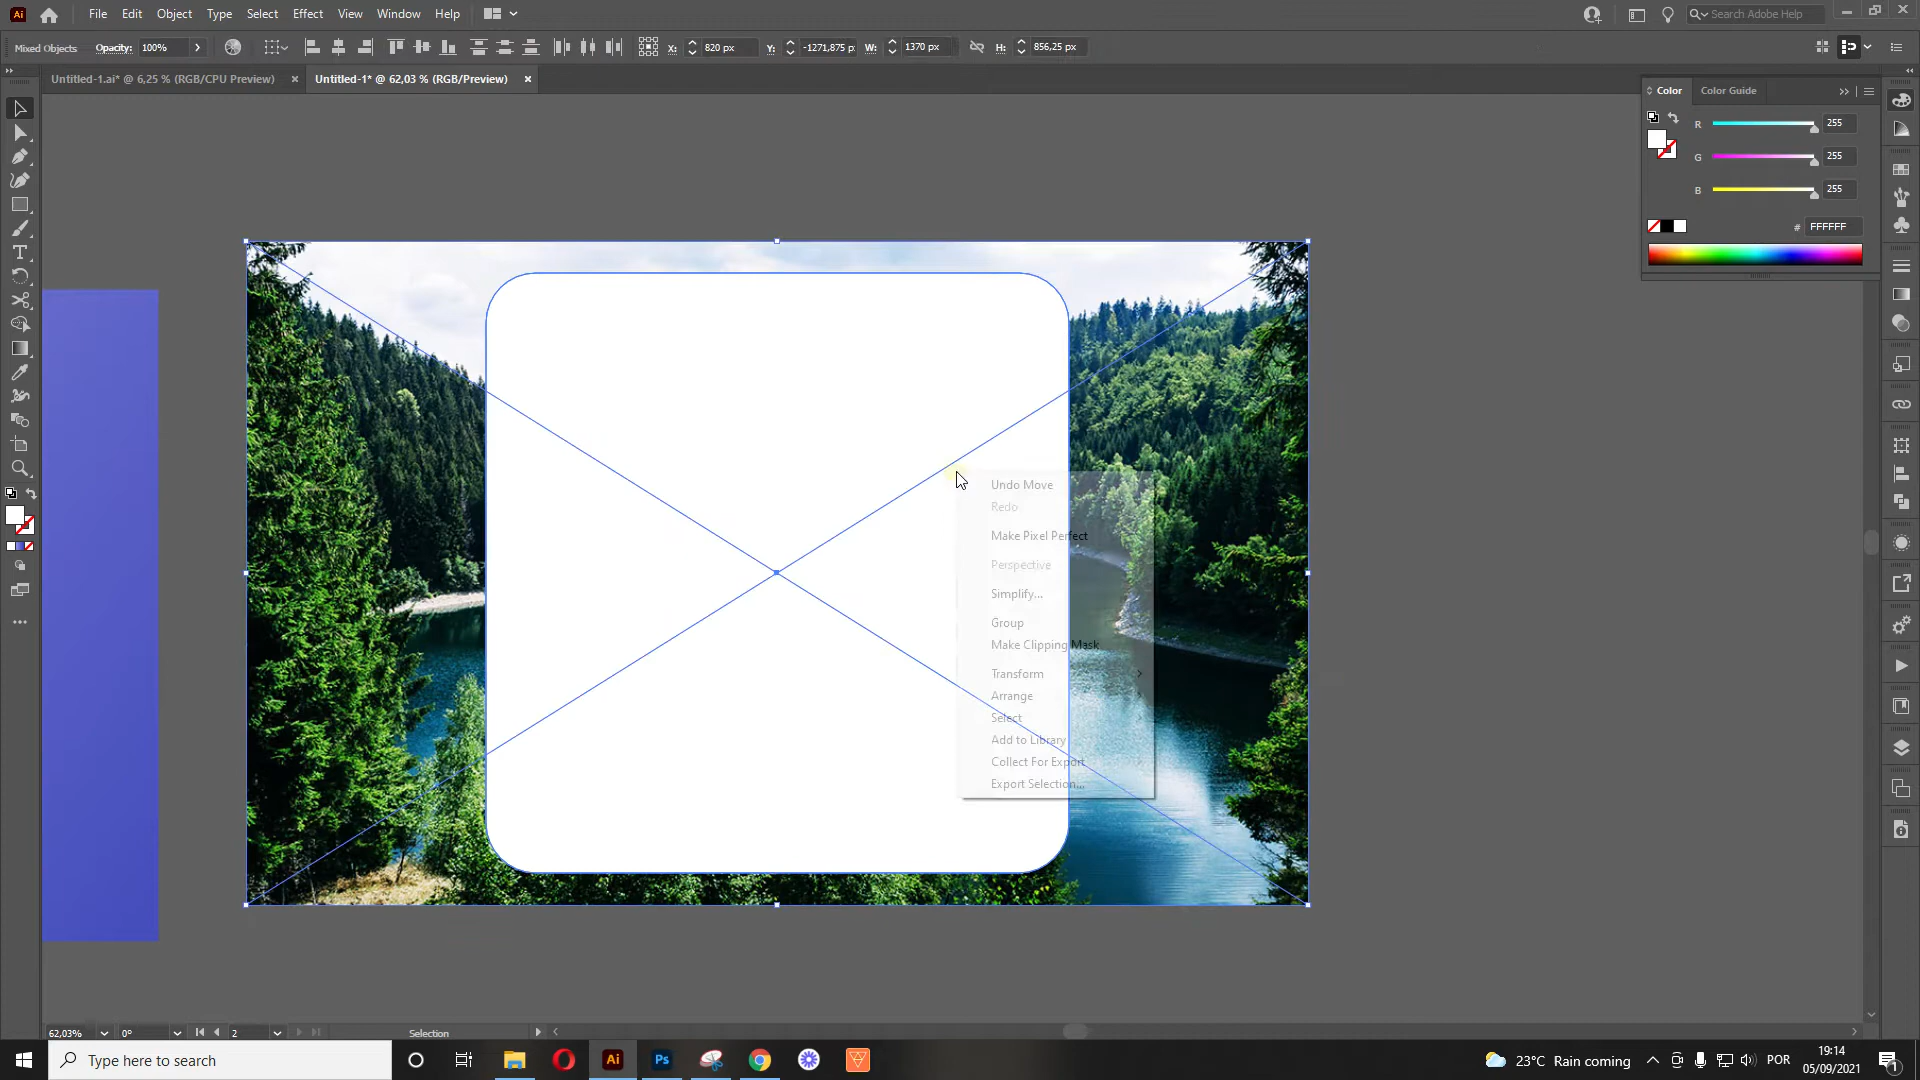 Ai File Edit Object Type Select Effect View Window Help Search Adobe Help
Mixed Objects Opacity: 100% X: 820 px Y: -1271,875 p W: 1370 px H: 856,25 px
Untitled-1.ai* @ 6,25 % (RGB/CPU Preview) × Untitled-1* @ 62,03 % (RGB/Preview) ×
Color Color Guide
R 255
G 255
B 255
# FFFFFF
Undo Move
Redo
Make Pixel Perfect
Perspective
Simplify...
Group
Make Clipping Mask
Transform
Arrange
Select
Add to Library
Collect For Export
Export Selection...
62,03% 0° 2 Selection
Type here to search Ai Ps 23°C Rain coming POR 19:14
05/09/2021
1